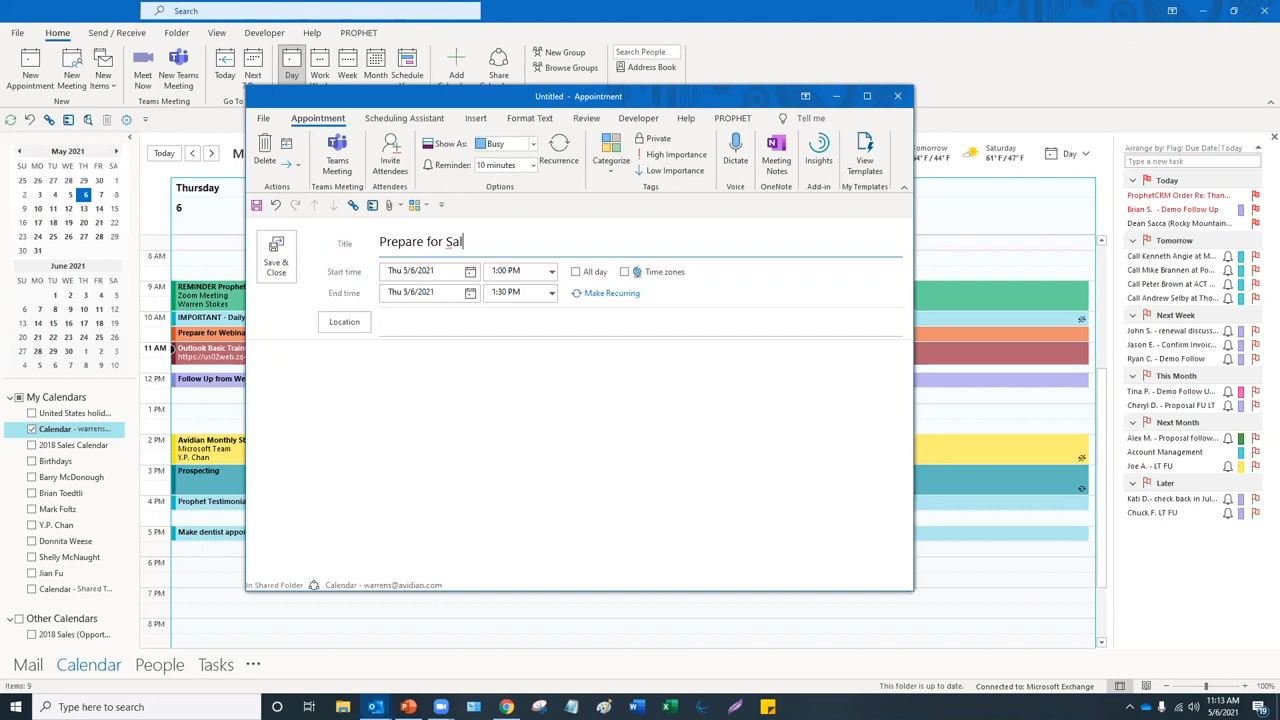 Search
File Home Send / Receive Folder View Developer Help PROPHET
New Appointment
New Meeting
New Items
New
Meet Now
New Teams Meeting
Teams Meeting
Today
Next
Go To
Day
Work
Week
Month
Schedule
Add
Share
New Group
Browse Groups
Search People
Address Book
Untitled - Appointment
File Appointment Scheduling Assistant Insert Format Text Review Developer Help PROPHET Tell me
Delete
Actions
Teams Meeting
Teams Meeting
Invite Attendees
Attendees
Show As: Busy
Reminder: 10 minutes
Recurrence
Options
Categorize
Private
High Importance
Low Importance
Tags
Dictate
Voice
Meeting Notes
OneNote
Insights
Add-in
View Templates
My Templates
Save & Close
Title Prepare for Sal
Start time Thu 5/6/2021 1:00 PM All day Time zones
End time Thu 5/6/2021 1:30 PM Make Recurring
Location
In Shared Folder Calendar - warrens@avidian.com
May 2021
SU MO TU WE TH FR SA
25 26 27 28 29 30 1
2 3 4 5 6 7 8
9 10 11 12 13 14 15
16 17 18 19 20 21 22
23 24 25 26 27 28 29
30 31
June 2021
SU MO TU WE TH FR SA
1 2 3 4 5
6 7 8 9 10 11 12
13 14 15 16 17 18 19
20 21 22 23 24 25 26
27 28 29 30 1 2 3
4 5 6 7 8 9 10
My Calendars
United States holid...
Calendar - warrens...
2018 Sales Calendar
Birthdays
Barry McDonough
Brian Toedtli
Mark Foltz
Y.P. Chan
Donnita Weese
Shelly McNaught
Jian Fu
Calendar - Shared T...
Other Calendars
2018 Sales (Opport...
Today
Thursday
6
8 AM
9 AM
REMINDER Prophet
Zoom Meeting
Warren Stokes
10 AM
IMPORTANT - Daily
Prepare for Webina
11 AM
Outlook Basic Train
https://us02web.zo
12 PM
Follow Up from We
1 PM
2 PM
Avidian Monthly St
Microsoft Team
Y.P. Chan
3 PM
Prospecting
4 PM
Prophet Testimonia
5 PM
Make dentist appoi
6 PM
7 PM
8 PM
Tomorrow
64° F / 44° F
Saturday
61° F / 47° F
Day
Arrange by: Flag: Due Date | Today
Type a new task
Today
ProphetCRM Order Re: Than...
Brian S. - Demo Follow Up
Dean Sacca (Rocky Mountain...
Tomorrow
Call Kenneth Angie at M...
Call Mike Brannen at Po...
Call Peter Brown at PCT ...
Call Andrew Selby at Tho...
Next Week
John S. - renewal discuss...
Jason E. - Confirm Invoic...
Ryan C. - Demo Follow
This Month
Tina P. - Demo Follow U...
Cheryl D. - Proposal FU LT
Next Month
Alex M. - Proposal follow...
Account Management
Joe A. - LT FU
Later
Kati D.- check back in Jul...
Chuck F. LT FU
Mail Calendar People Tasks
Items: 9
This folder is up to date. Connected to: Microsoft Exchange 100%
Type here to search
11:13 AM
5/6/2021
19